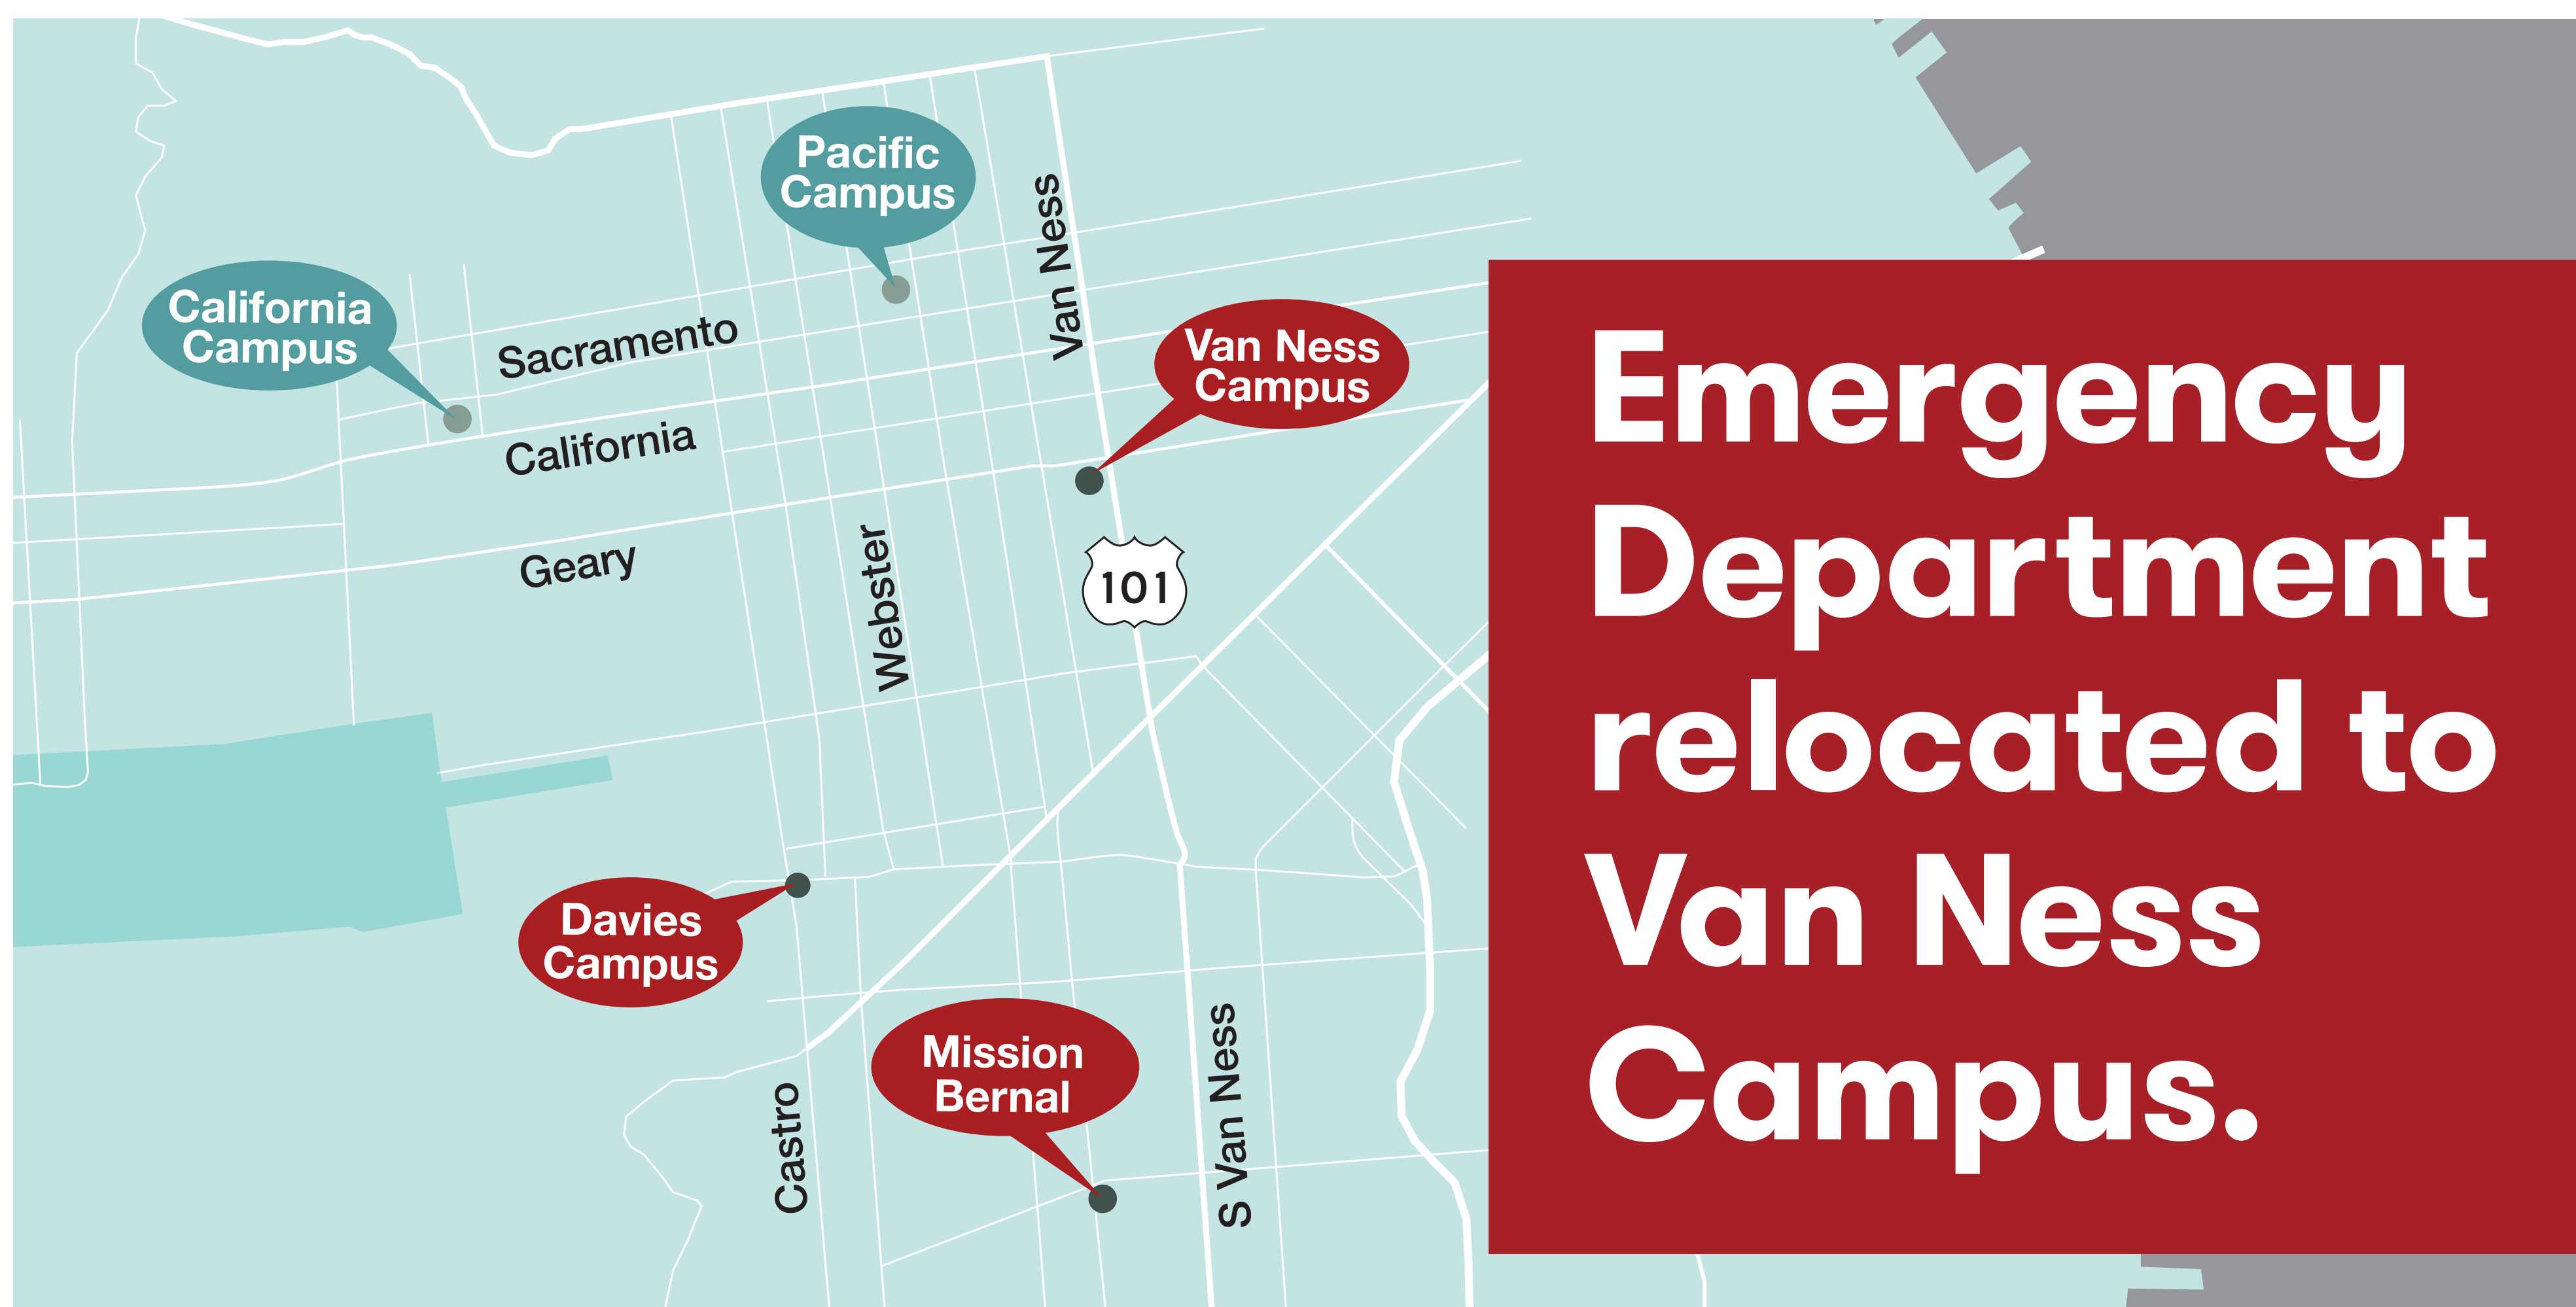 Pacific
Campus
California
Campus
Sacramento
California
Geary
Van Ness
Van Ness
Campus
101
Webster
Davies
Campus
Mission
Bernal
Castro
S Van Ness
Emergency
Department
relocated to
Van Ness
Campus.